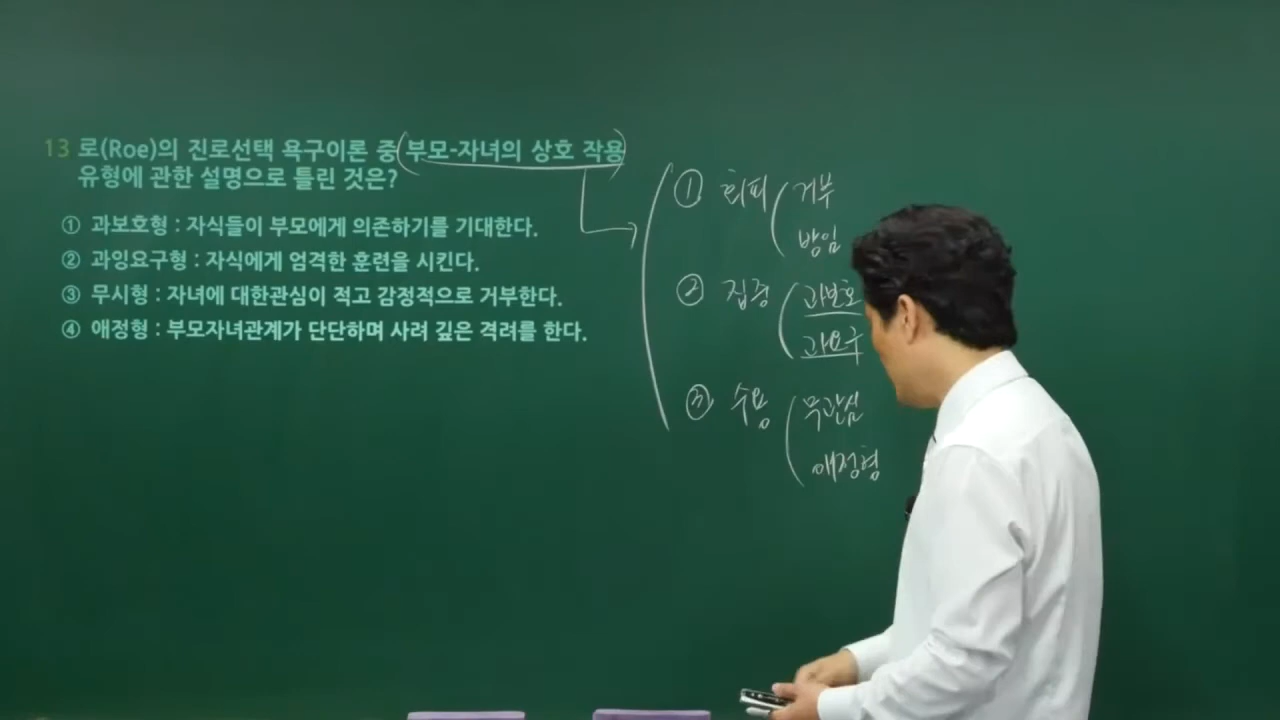 13 로(Roe)의 진로선택 욕구이론 중 부모-자녀의 상호 작용
유형에 관한 설명으로 틀린 것은?
① 과보호형 : 자식들이 부모에게 의존하기를 기대한다.
② 과잉요구형 : 자식에게 엄격한 훈련을 시킨다.
③ 무시형 : 자녀에 대한관심이 적고 감정적으로 거부한다.
④ 애정형 : 부모자녀관계가 단단하며 사려 깊은 격려를 한다.
① 회피 거부
방임
② 집중 과보호
과요구
③ 수용 무관심
애정형